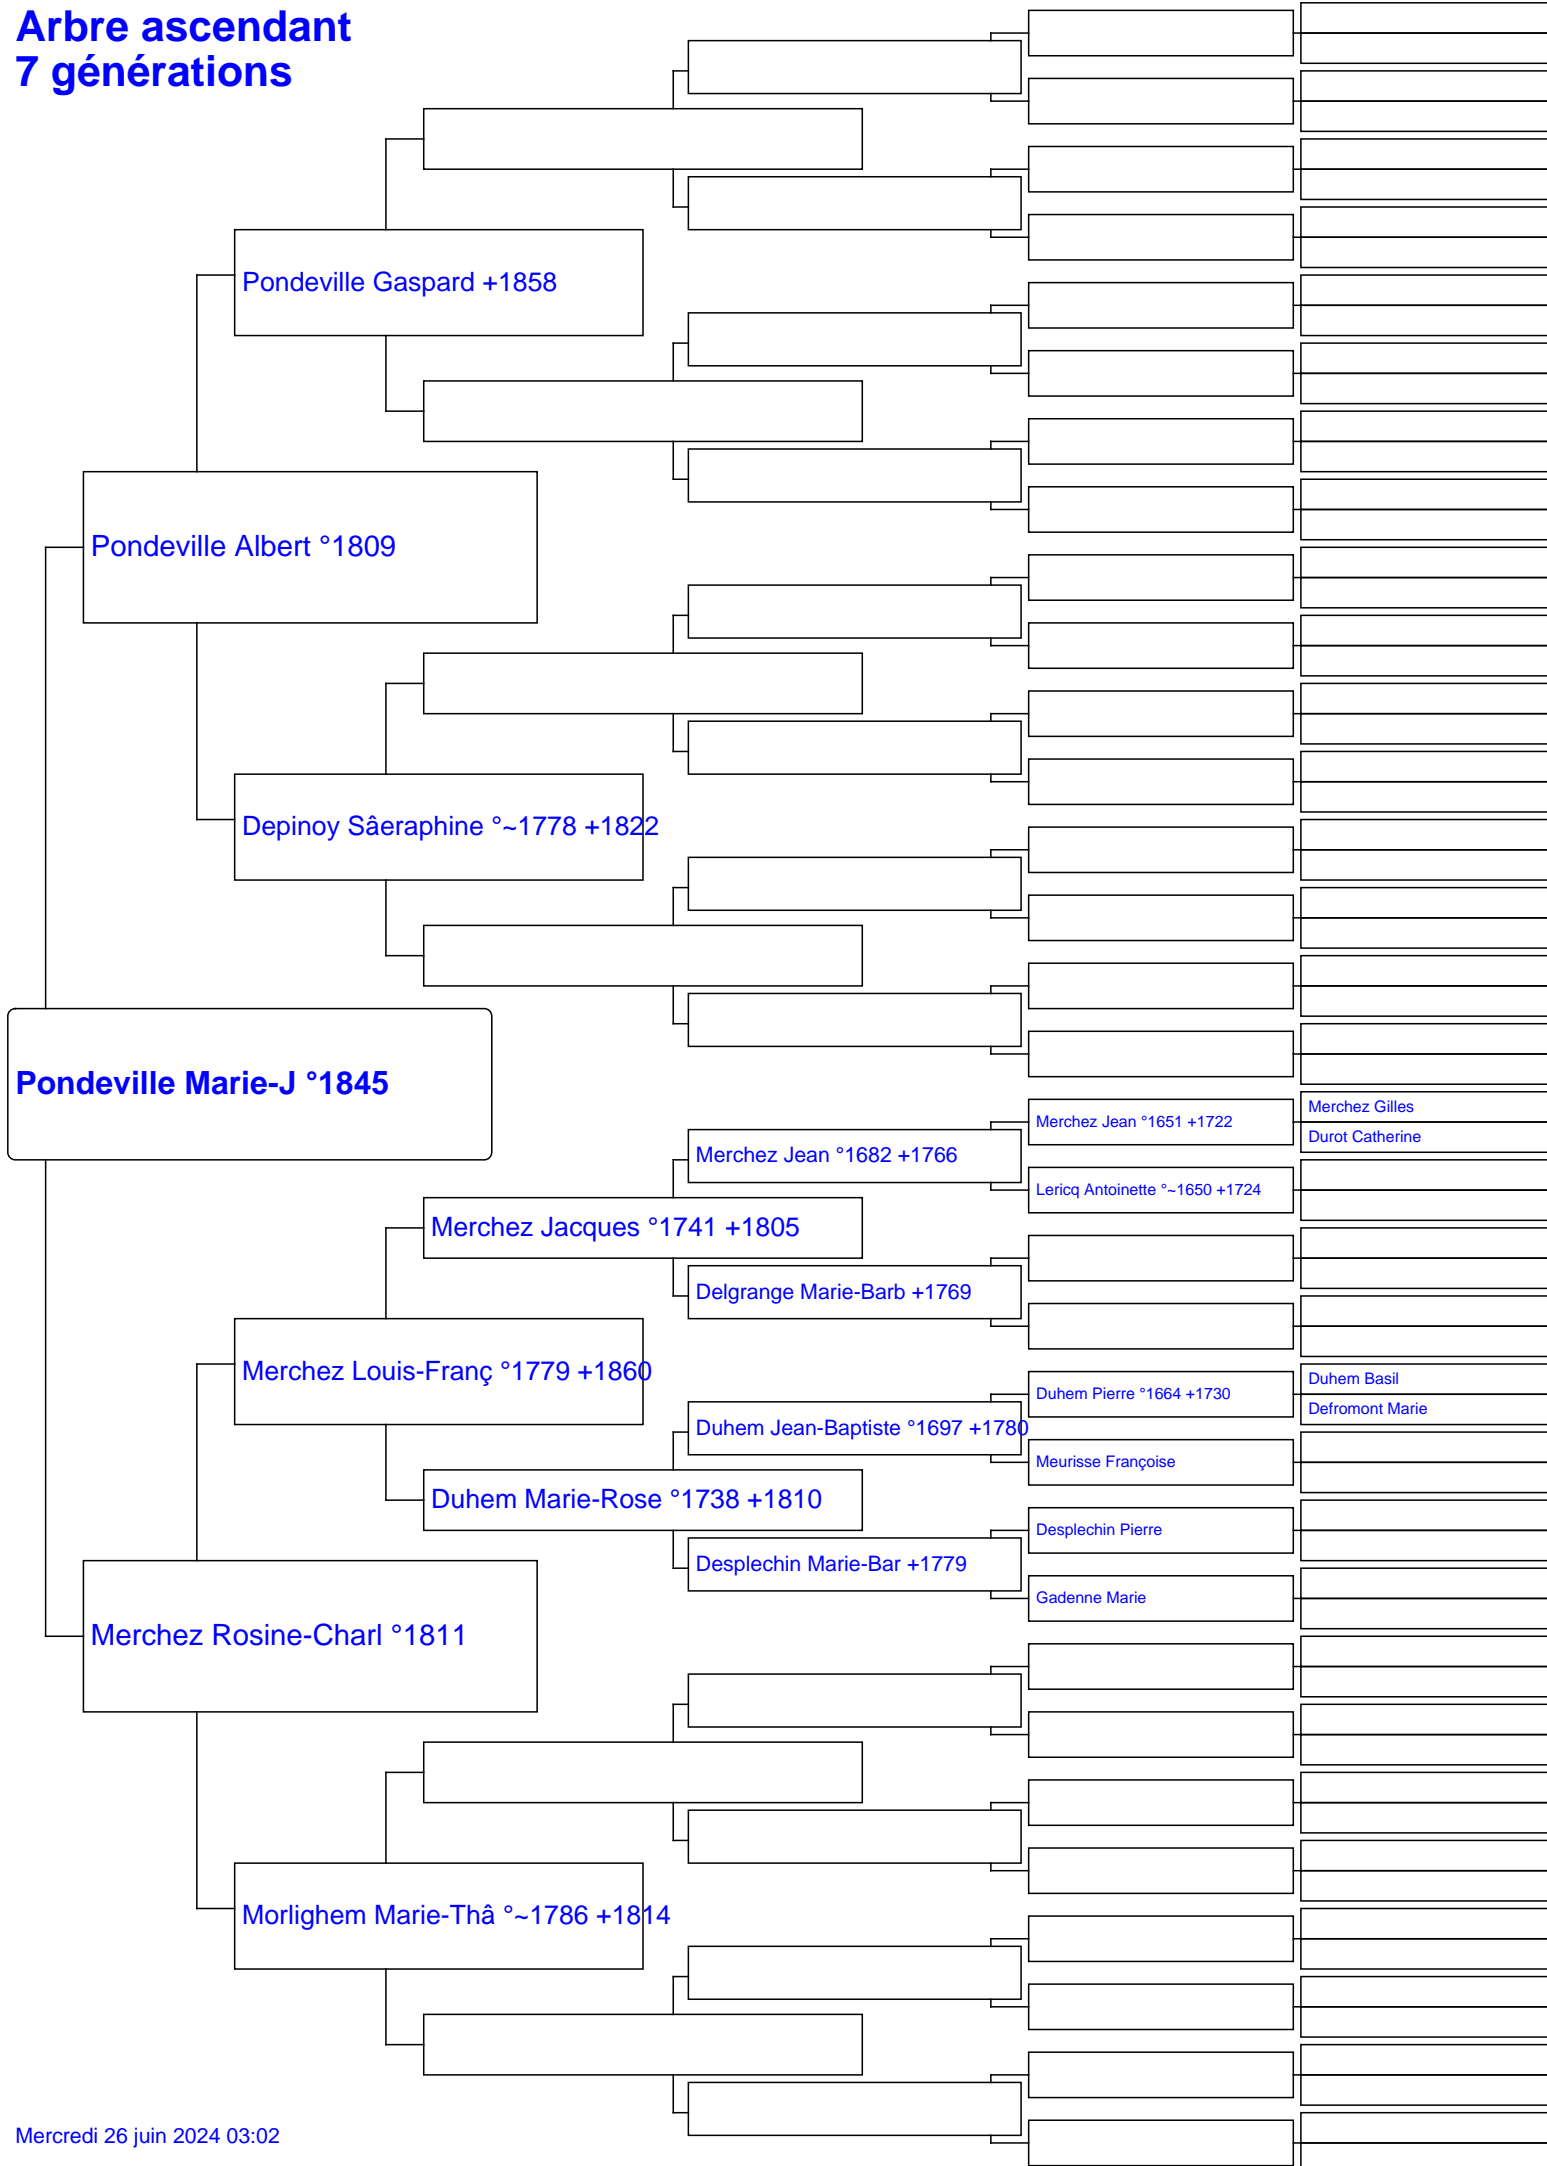 Arbre ascendant
7 générations
Pondeville Gaspard +1858
Pondeville Albert °1809
Depinoy Sâeraphine °~1778 +1822
Pondeville Marie-J °1845
Merchez Gilles
Merchez Jean °1651 +1722
Durot Catherine
Merchez Jean °1682 +1766
Lericq Antoinette °~1650 +1724
Merchez Jacques °1741 +1805
Delgrange Marie-Barb +1769
Merchez Louis-Franç °1779 +1860
Duhem Basil
Duhem Pierre °1664 +1730
Defromont Marie
Duhem Jean-Baptiste °1697 +1780
Meurisse Françoise
Duhem Marie-Rose °1738 +1810
Desplechin Pierre
Desplechin Marie-Bar +1779
Gadenne Marie
Merchez Rosine-Charl °1811
Morlighem Marie-Thâ °~1786 +1814
Mercredi 26 juin 2024 03:02